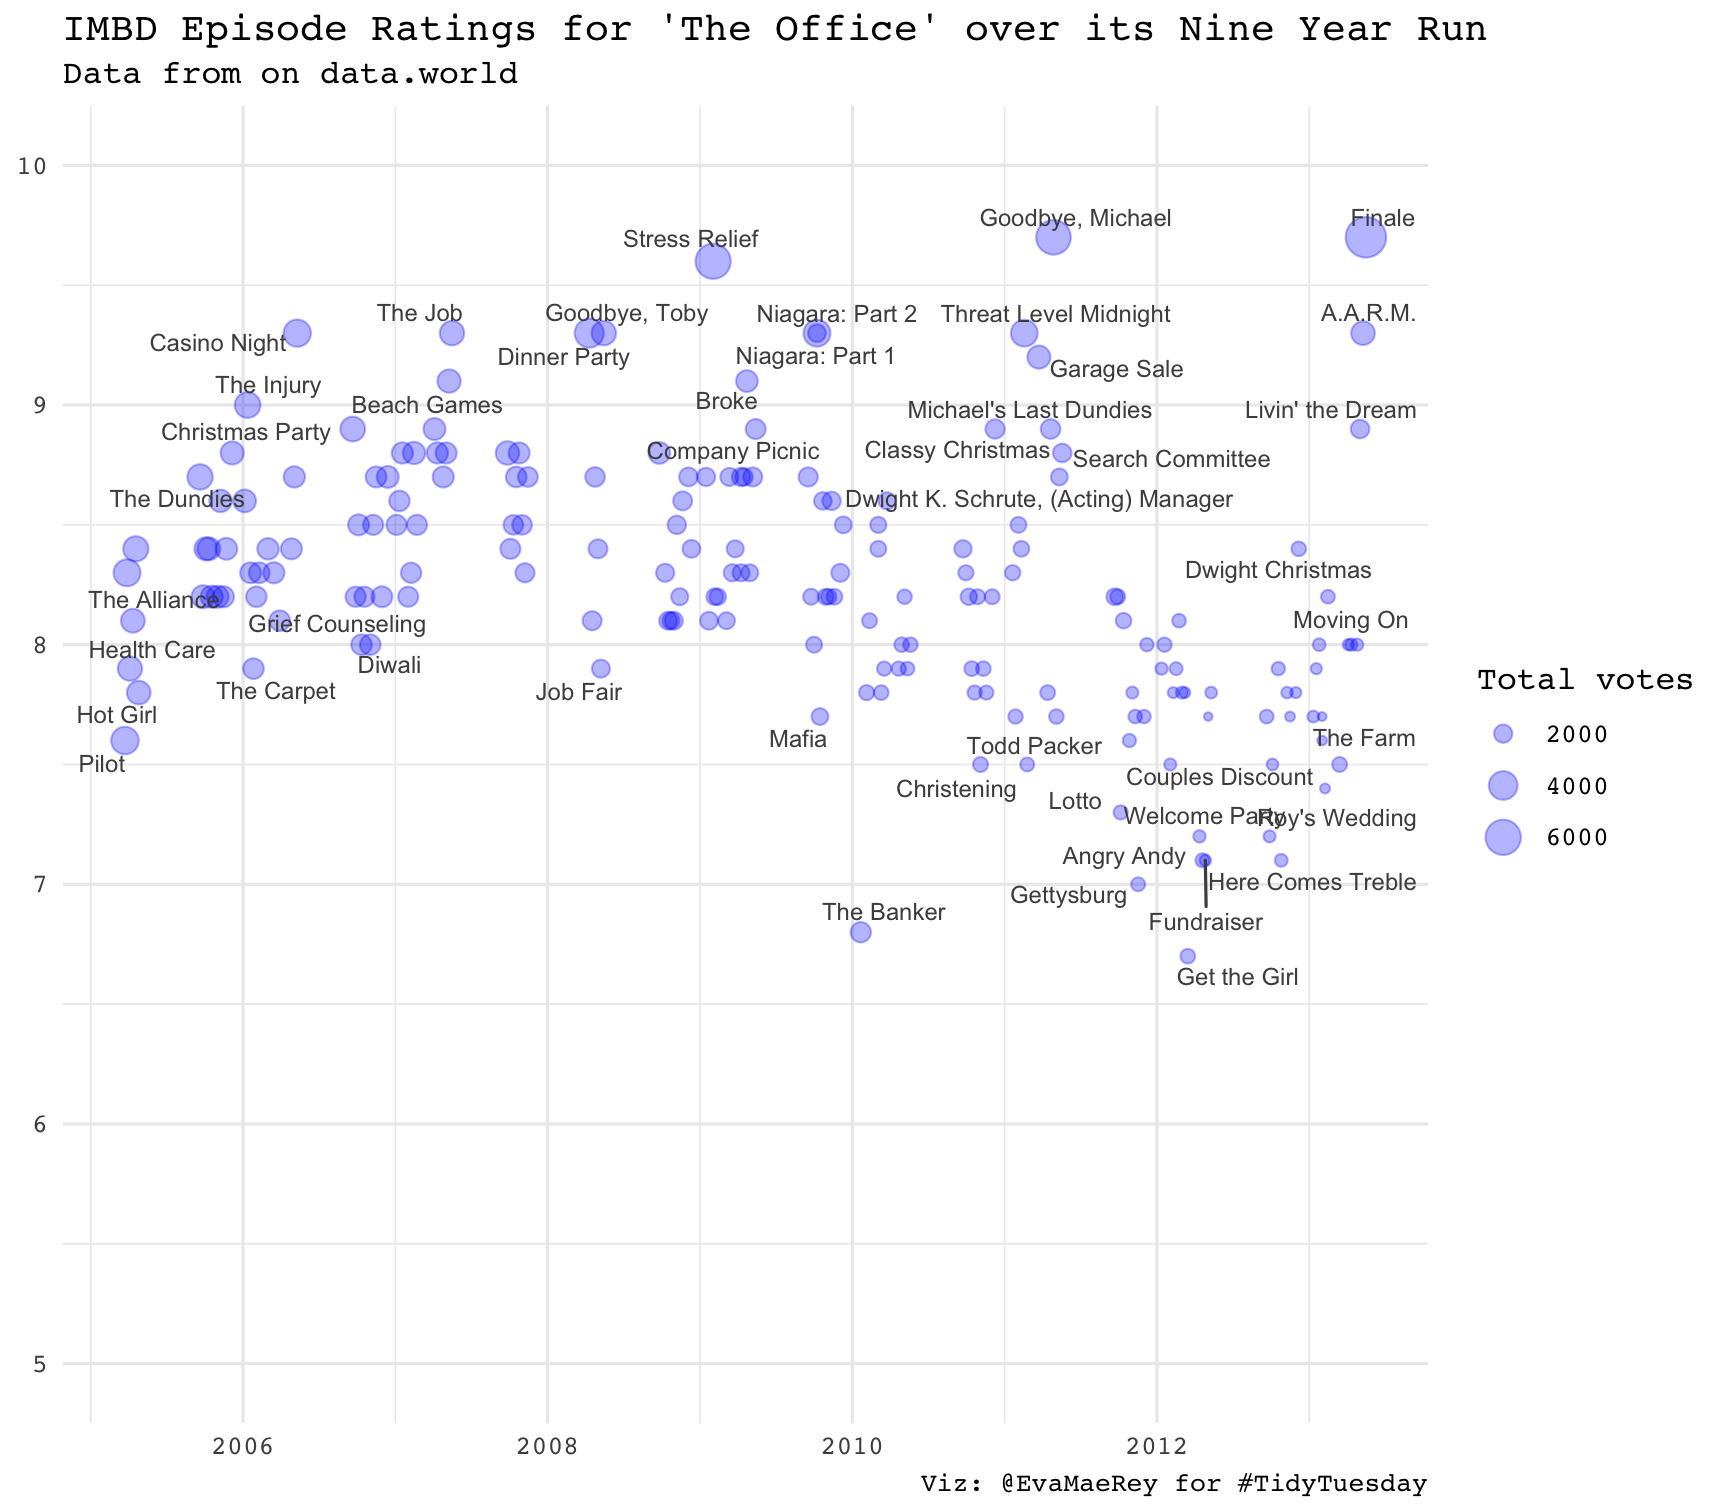 IMBD Episode Ratings for 'The Office' over its Nine Year Run
Data from on data.world
10
9
8
7
6
5
Goodbye, Michael
Finale
Stress Relief
The Job
Goodbye, Toby
Niagara: Part 2
Threat Level Midnight
A.A.R.M.
Casino Night
Dinner Party
Niagara: Part 1
Garage Sale
The Injury
Beach Games
Broke
Michael's Last Dundies
Livin' the Dream
Christmas Party
Company Picnic
Classy Christmas
Search Committee
The Dundies
Dwight K. Schrute, (Acting) Manager
Dwight Christmas
The Alliance
Grief Counseling
Moving On
Health Care
Diwali
The Carpet
Job Fair
Hot Girl
Mafia
Todd Packer
The Farm
Pilot
Christening
Couples Discount
Lotto
Welcome Party
Roy's Wedding
Angry Andy
Here Comes Treble
Gettysburg
The Banker
Fundraiser
Get the Girl
Total votes
2000
4000
6000
2006
2008
2010
2012
Viz: @EvaMaeRey for #TidyTuesday